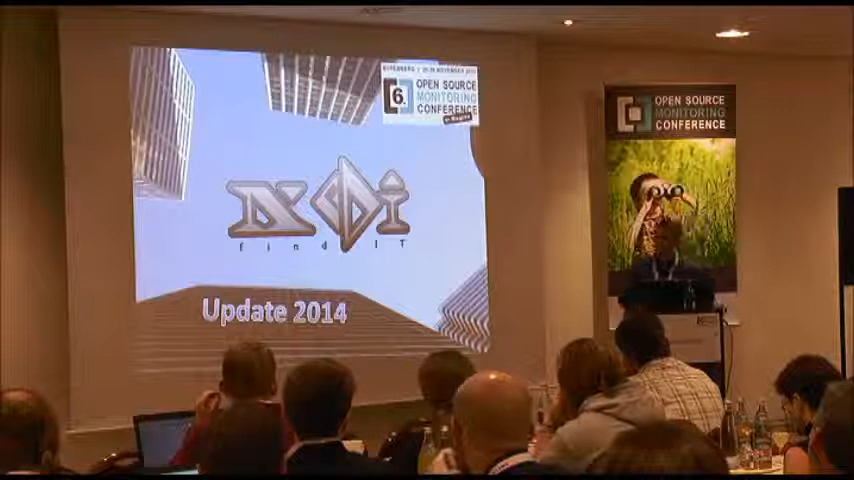 OPEN SOURCE
MONITORING
CONFERENCE
6.
find IT
Update 2014
OPEN SOURCE
MONITORING
CONFERENCE